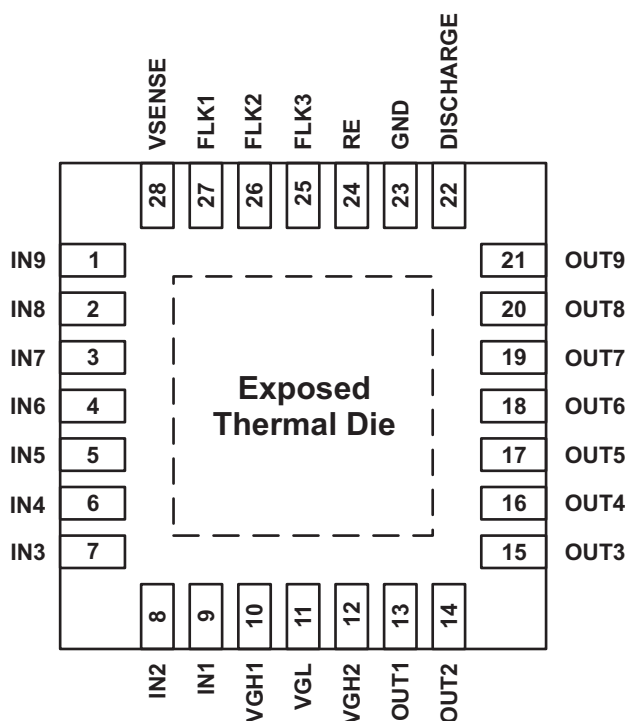 VSENSE
FLK1
FLK2
FLK3
RE
GND
DISCHARGE
28
27
26
25
24
23
22
IN9 1
21 OUT9
IN8 2
20 OUT8
IN7 3
19 OUT7
IN6 4
18 OUT6
IN5 5
17 OUT5
IN4 6
16 OUT4
IN3 7
15 OUT3
Exposed
Thermal Die
8
9
10
11
12
13
14
IN2
IN1
VGH1
VGL
VGH2
OUT1
OUT2